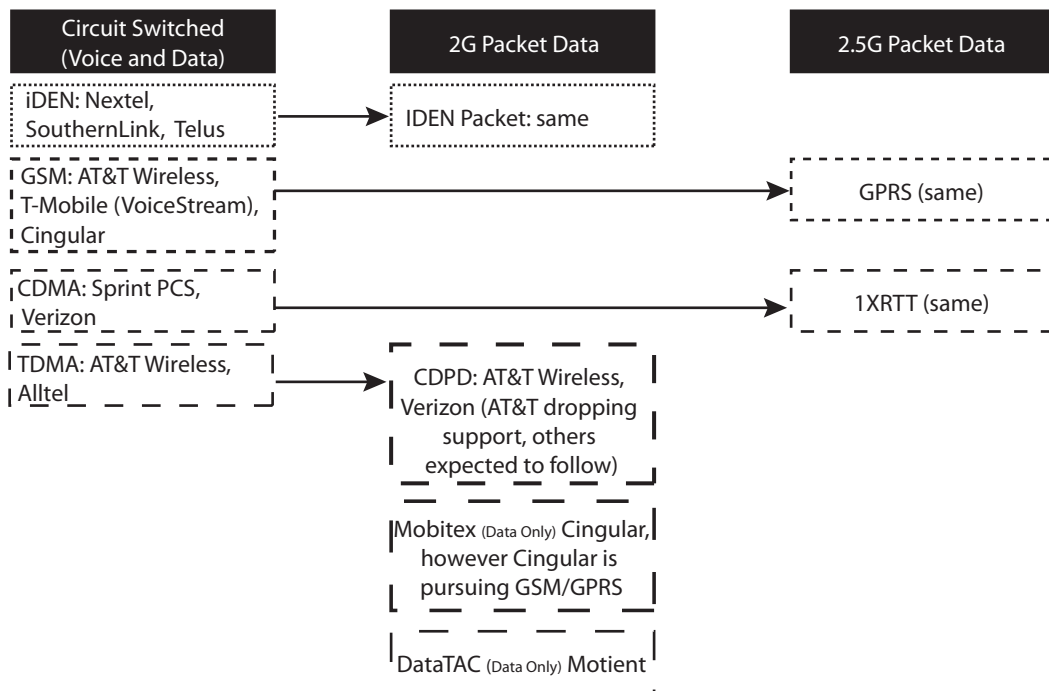 Circuit Switched
(Voice and Data)
2G Packet Data
2.5G Packet Data
iDEN: Nextel,
SouthernLink, Telus
IDEN Packet: same
GSM: AT&T Wireless,
T-Mobile (VoiceStream),
Cingular
GPRS (same)
CDMA: Sprint PCS,
Verizon
1XRTT (same)
TDMA: AT&T Wireless,
Alltel
CDPD: AT&T Wireless,
Verizon (AT&T dropping
support, others
expected to follow)
Mobitex (Data Only) Cingular,
however Cingular is
pursuing GSM/GPRS
DataTAC (Data Only) Motient